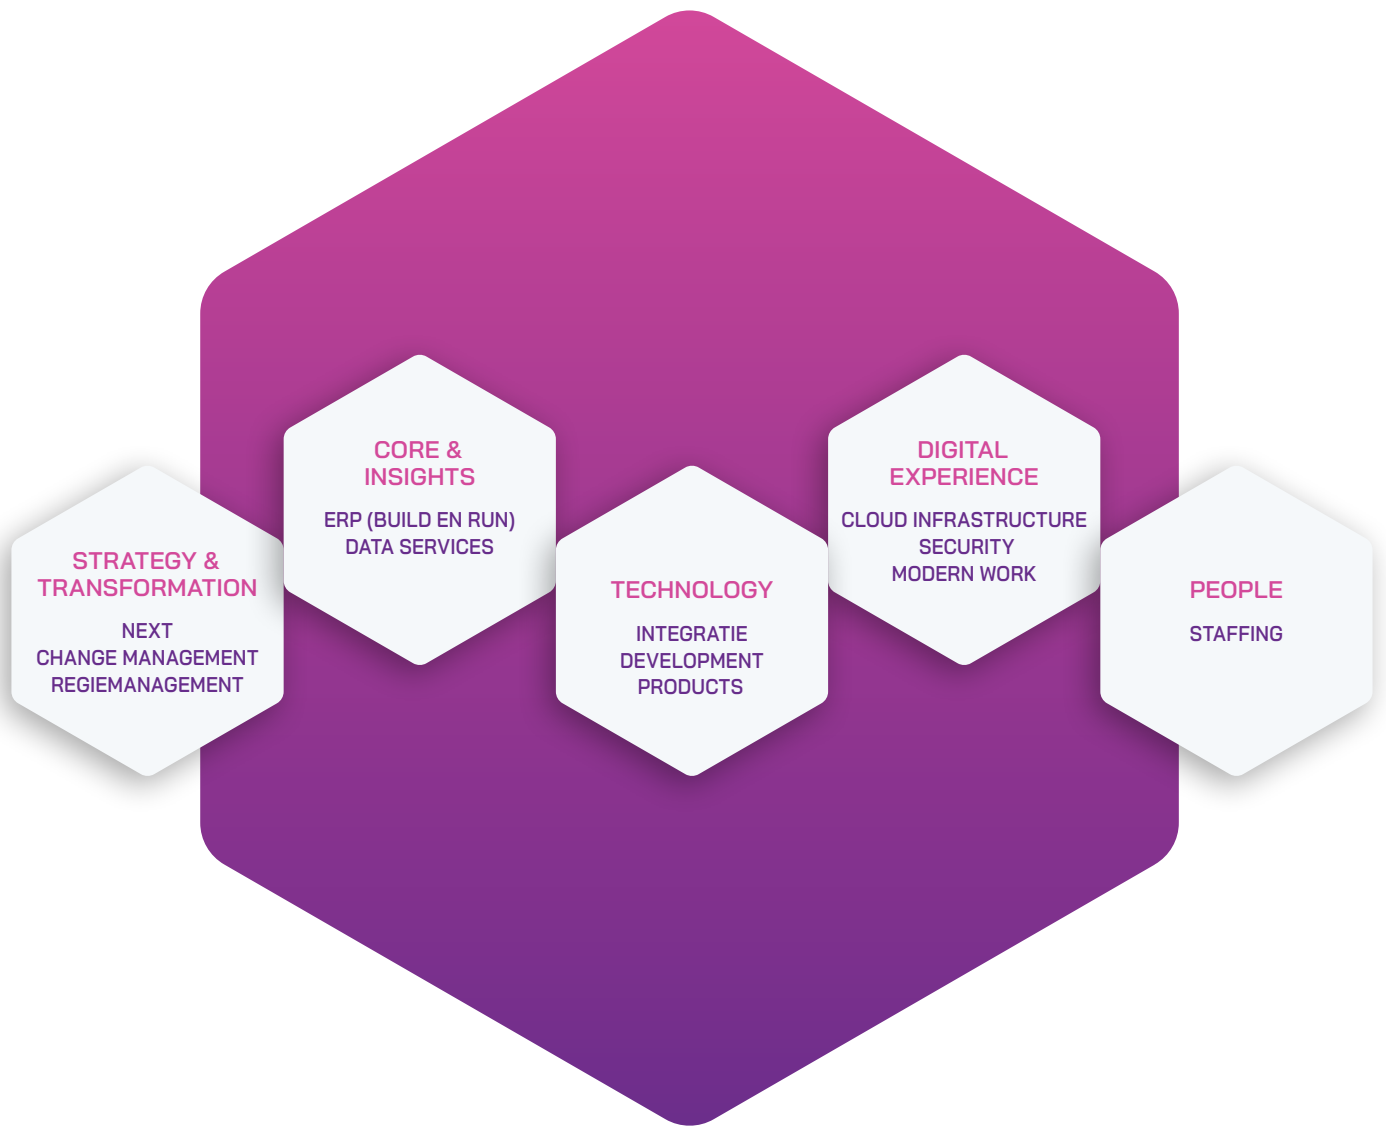 STRATEGY &
TRANSFORMATION
NEXT
CHANGE MANAGEMENT
REGIEMANAGEMENT
CORE &
INSIGHTS
ERP (BUILD EN RUN)
DATA SERVICES
TECHNOLOGY
INTEGRATIE
DEVELOPMENT
PRODUCTS
DIGITAL
EXPERIENCE
CLOUD INFRASTRUCTURE
SECURITY
MODERN WORK
PEOPLE
STAFFING